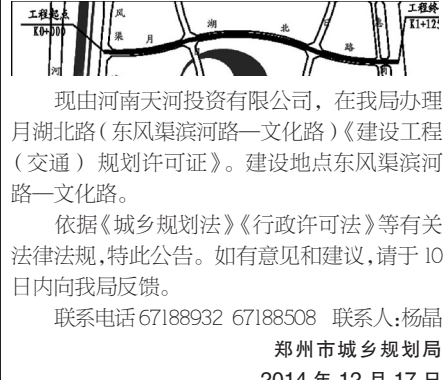 工程起点
K0+000
风
渠
河
月
湖
北
路
工程终
K1+12
现由河南天河投资有限公司，在我局办理
月湖北路（东风渠滨河路—文化路）《建设工程
（交通） 规划许可证》。建设地点东风渠滨河
路—文化路。
依据《城乡规划法》《行政许可法》等有关
法律法规，特此公告。如有意见和建议，请于 10
日内向我局反馈。
联系电话 67188932 67188508 联系人：杨晶
郑州市城乡规划局
2014 年 12 月 17 日